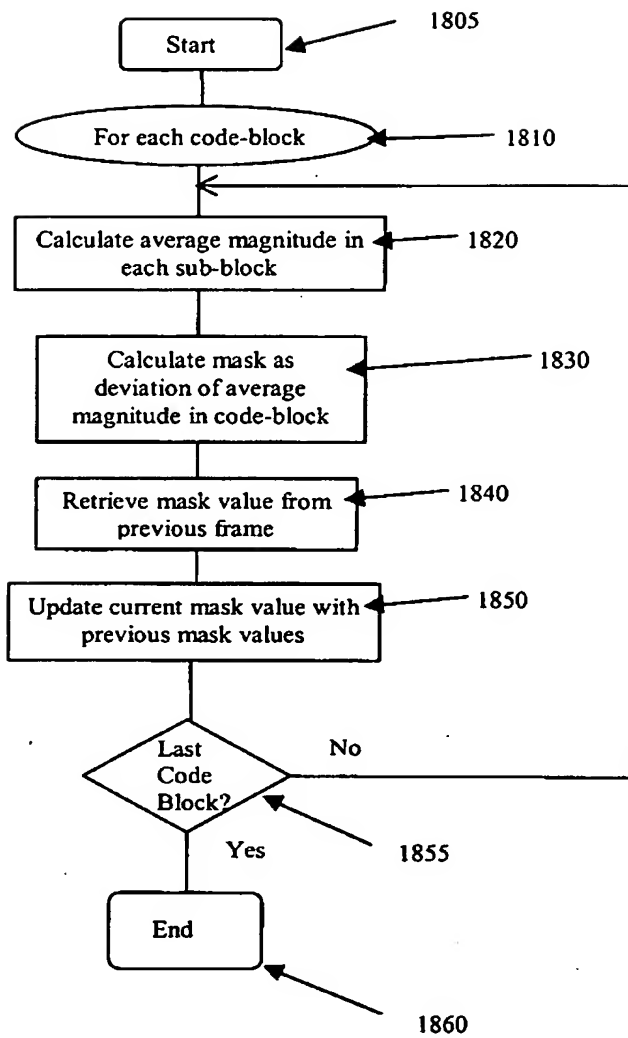 1805
Start
For each code-block
1810
Calculate average magnitude in
each sub-block
1820
Calculate mask as
deviation of average
magnitude in code-block
1830
Retrieve mask value from
previous frame
1840
Update current mask value with
previous mask values
1850
Last
Code
Block?
No
Yes
1855
End
1860